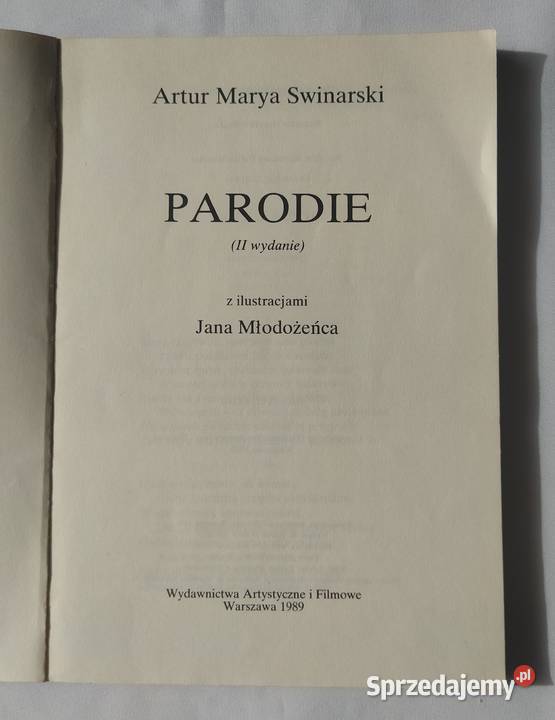 Artur Marya Swinarski
PARODIE
(II wydanie)
z ilustracjami
Jana Młodożeńca
Wydawnictwa Artystyczne i Filmowe
Warszawa 1989
Sprzedajemy.pl